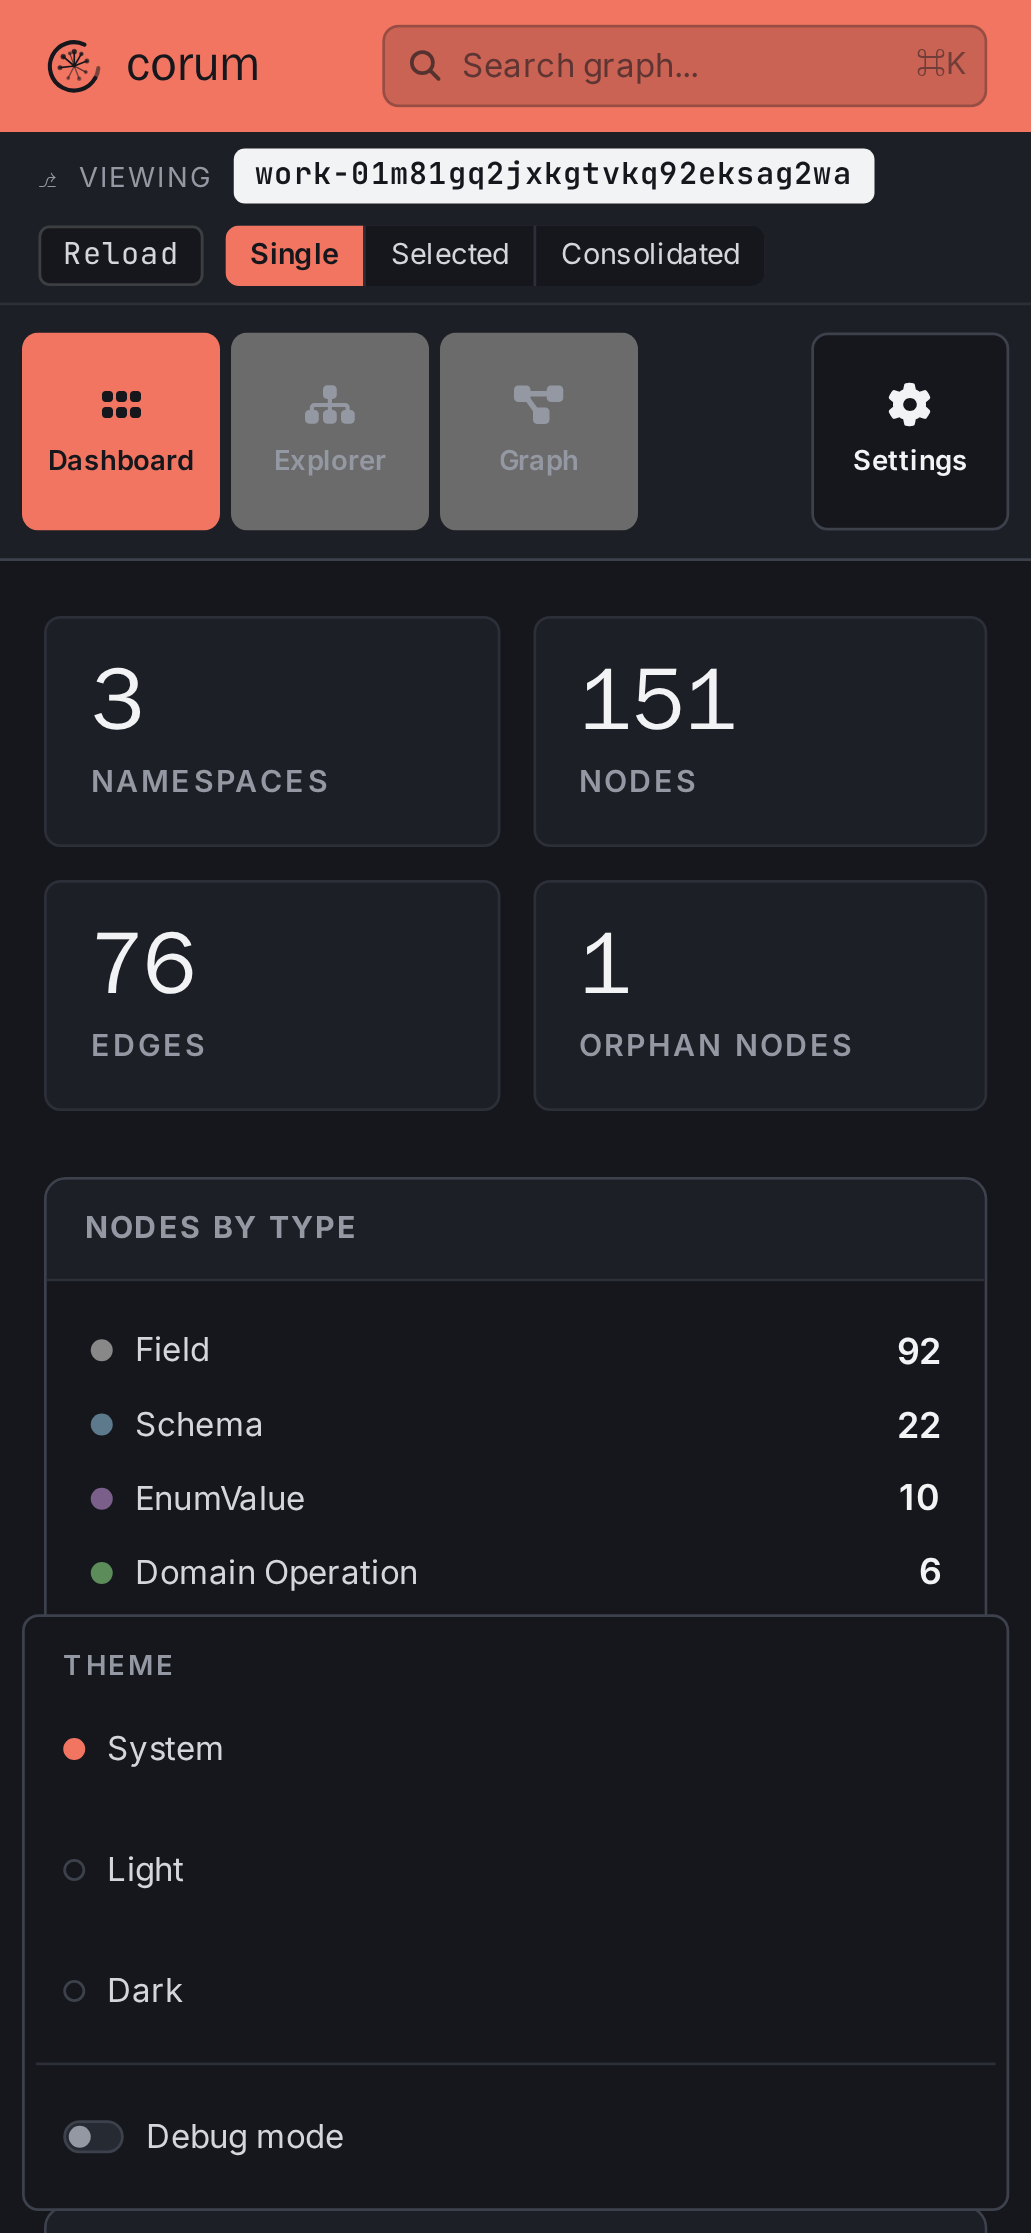 corum
Search graph...
⌘K
VIEWING work-01m81gq2jxkgtvkq92eksag2wa
Reload
Single
Selected
Consolidated
Dashboard
Explorer
Graph
Settings
3
NAMESPACES
151
NODES
76
EDGES
1
ORPHAN NODES
NODES BY TYPE
Field 92
Schema 22
EnumValue 10
Domain Operation 6
THEME
System
Light
Dark
Debug mode